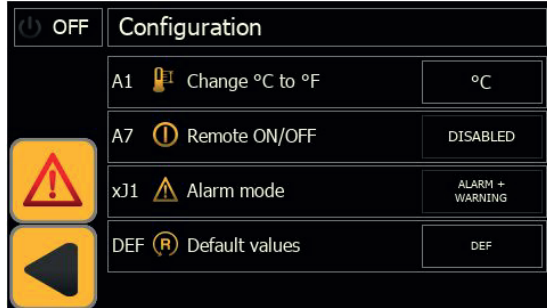 OFF Configuration
A1 Change °C to °F °C
A7 Remote ON/OFF DISABLED
xJ1 Alarm mode ALARM +
WARNING
DEF R Default values DEF